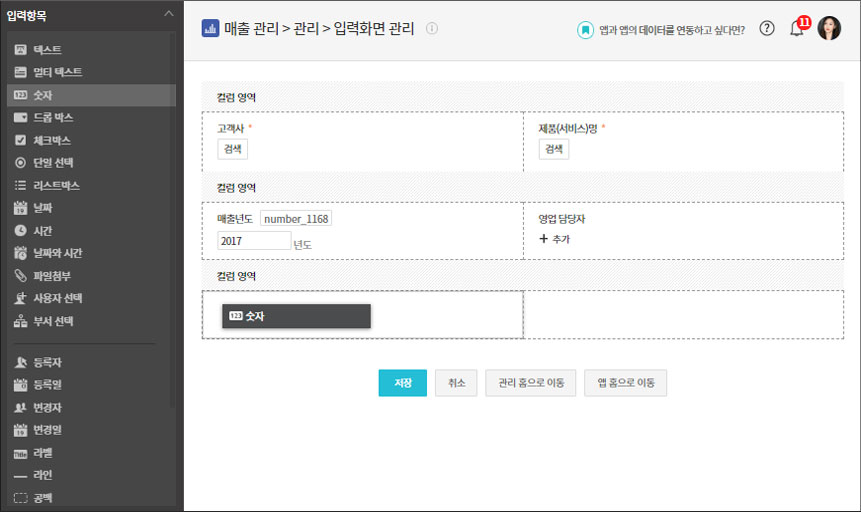 입력항목
텍스트
멀티 텍스트
123 숫자
드롭 박스
체크박스
단일 선택
리스트박스
19 날짜
시간
날짜와 시간
파일첨부
사용자 선택
부서 선택
등록자
등록일
변경자
19 변경일
Title 라벨
라인
공백
매출 관리 > 관리 > 입력화면 관리
앱과 앱의 데이터를 연동하고 싶다면? ? 11
컬럼 영역
고객사 * 제품(서비스)명 *
검색 검색
컬럼 영역
매출년도 number_1168 영업 담당자
2017 년도 + 추가
컬럼 영역
123 숫자
저장 취소 관리 홈으로 이동 앱 홈으로 이동